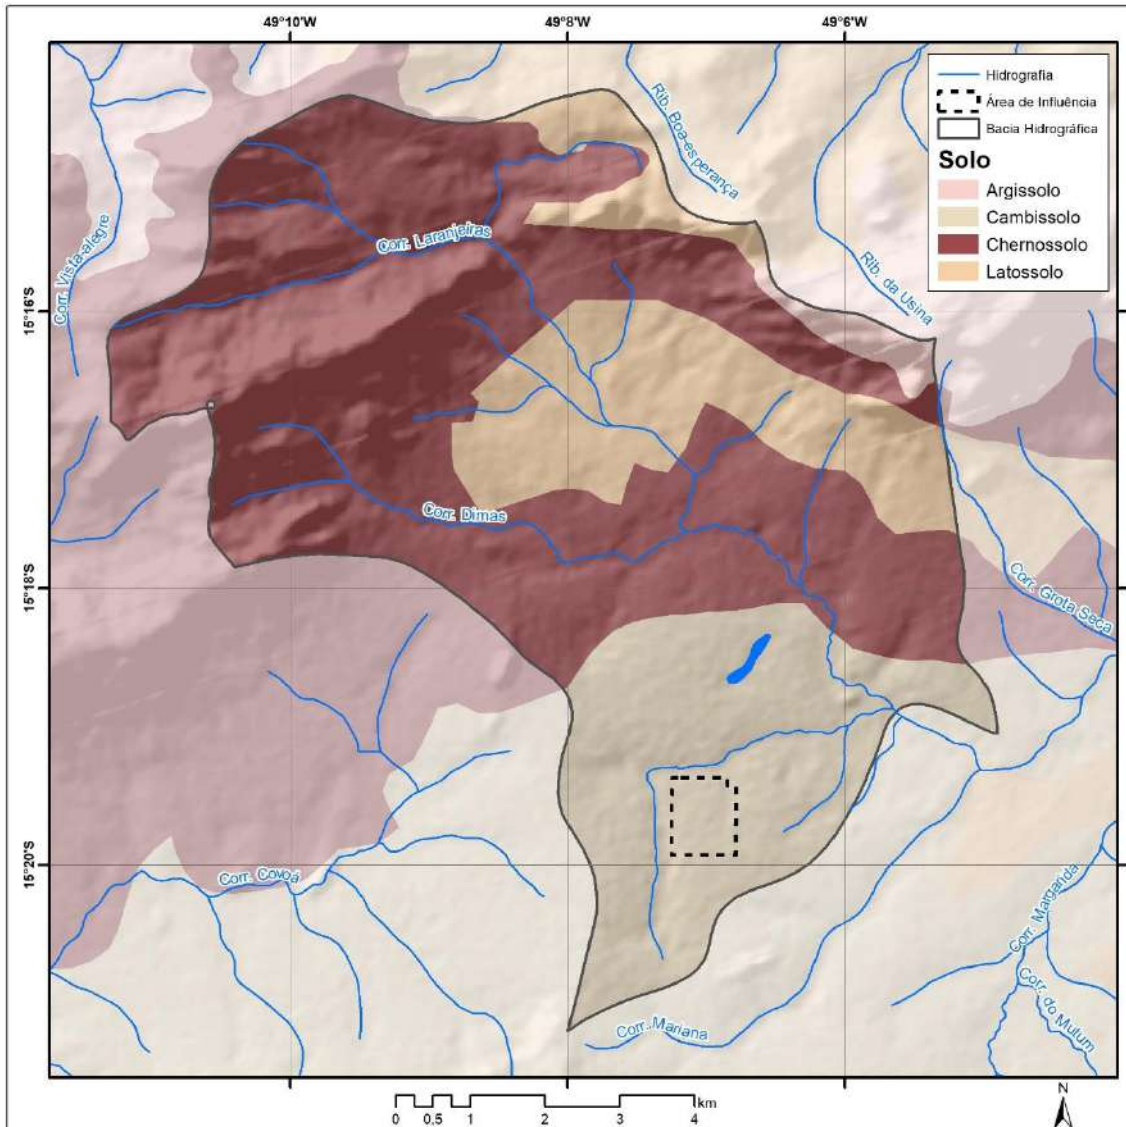 49°10'W
49°8'W
49°6'W
Hidrografia
Área de Influência
Bacia Hidrográfica
Solo
Argissolo
Cambissolo
Chernossolo
Latossolo
Rib. Boa-esperança
Rib. da Usina
Corr. Vista-alegre
Corr. Laranjeiras
15°16'S
Corr. Dimas
15°18'S
Corr. Grota Seca
15°20'S
Corr. Covoá
Corr. Margarida
Corr. do Mutum
Corr. Mariana
N
km
0 0,5 1 2 3 4